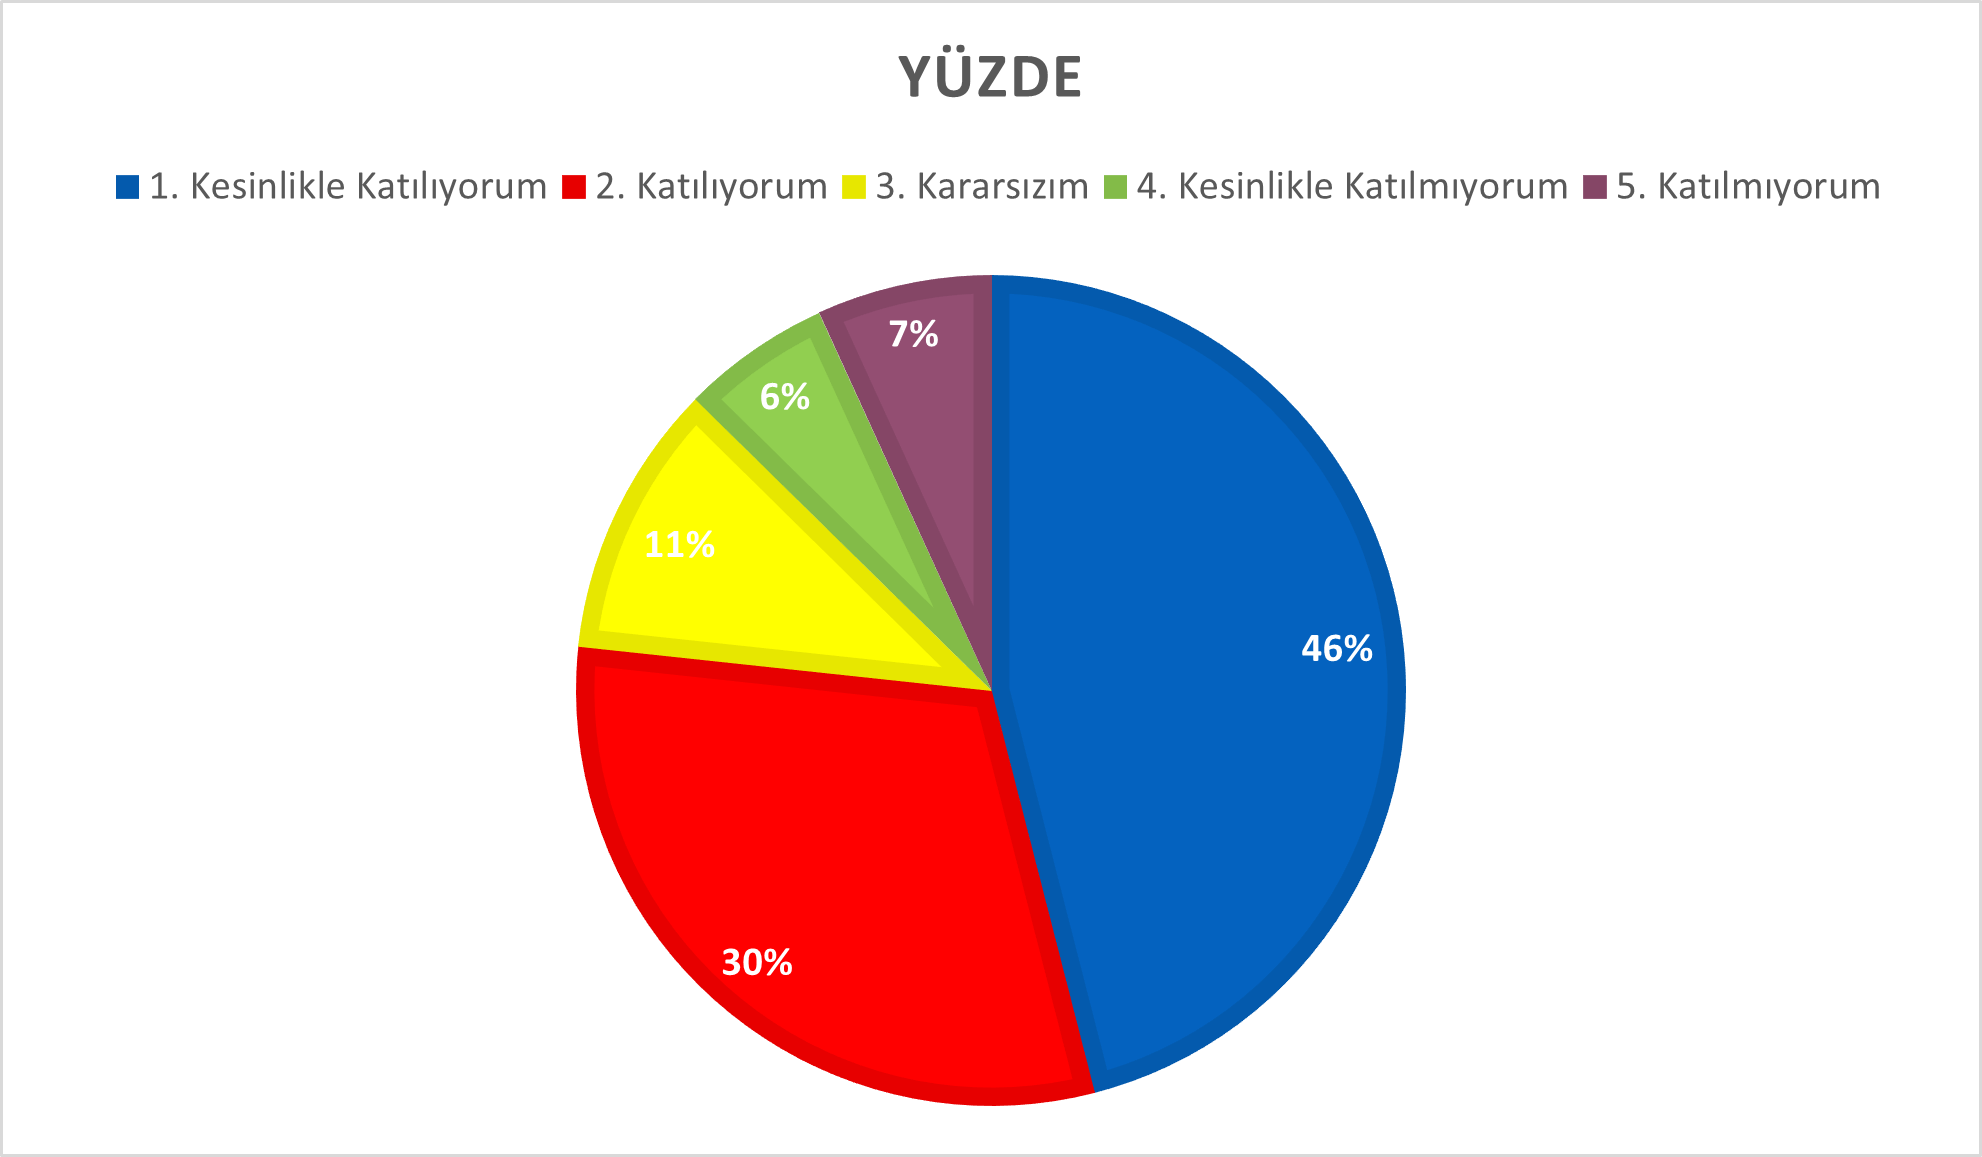 YÜZDE
1. Kesinlikle Katılıyorum 2. Katılıyorum 3. Kararsızım 4. Kesinlikle Katılmıyorum 5. Katılmıyorum
7%
6%
11%
46%
30%